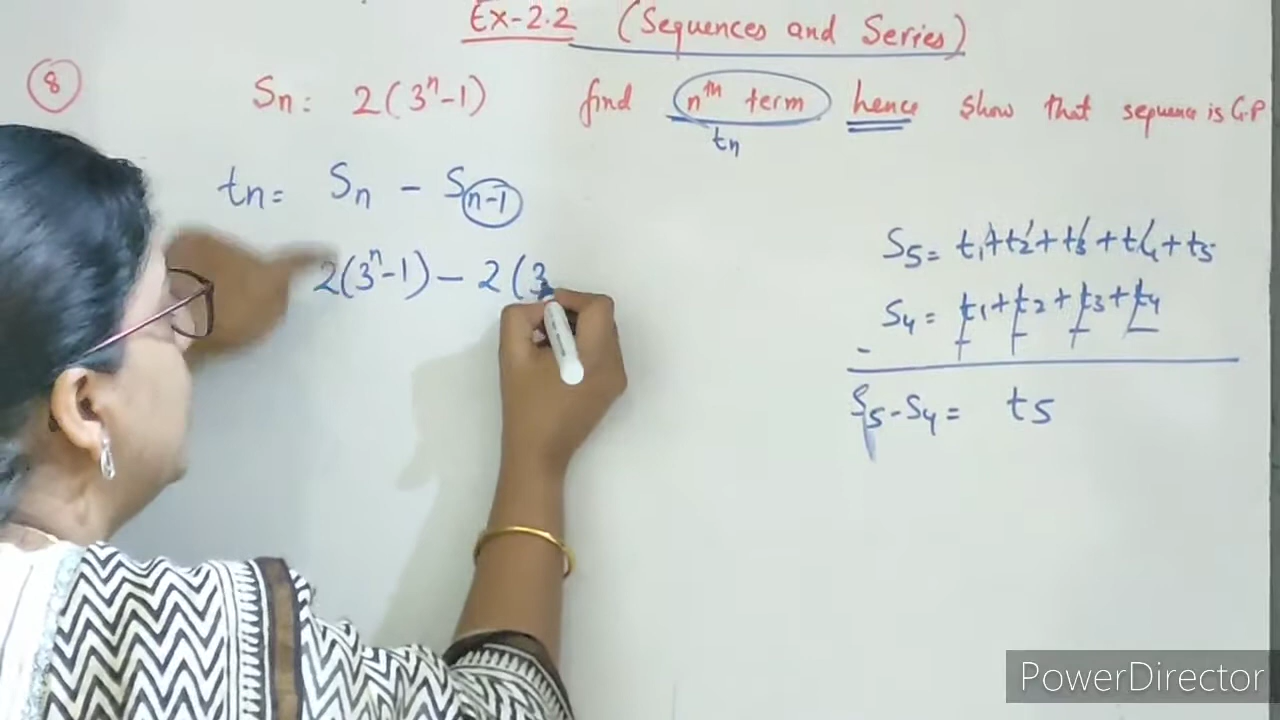 Ex-2.2 (Sequences and Series)
8 Sn = 2(3ⁿ-1) find nth term hence show that sequence is G.P
tn
tn = Sn - Sn-1
2(3ⁿ-1) - 2(3
S5 = t1+t2+t3+t4+t5
S4 = t1+t2+t3+t4
-
S5-S4 = t5
PowerDirector